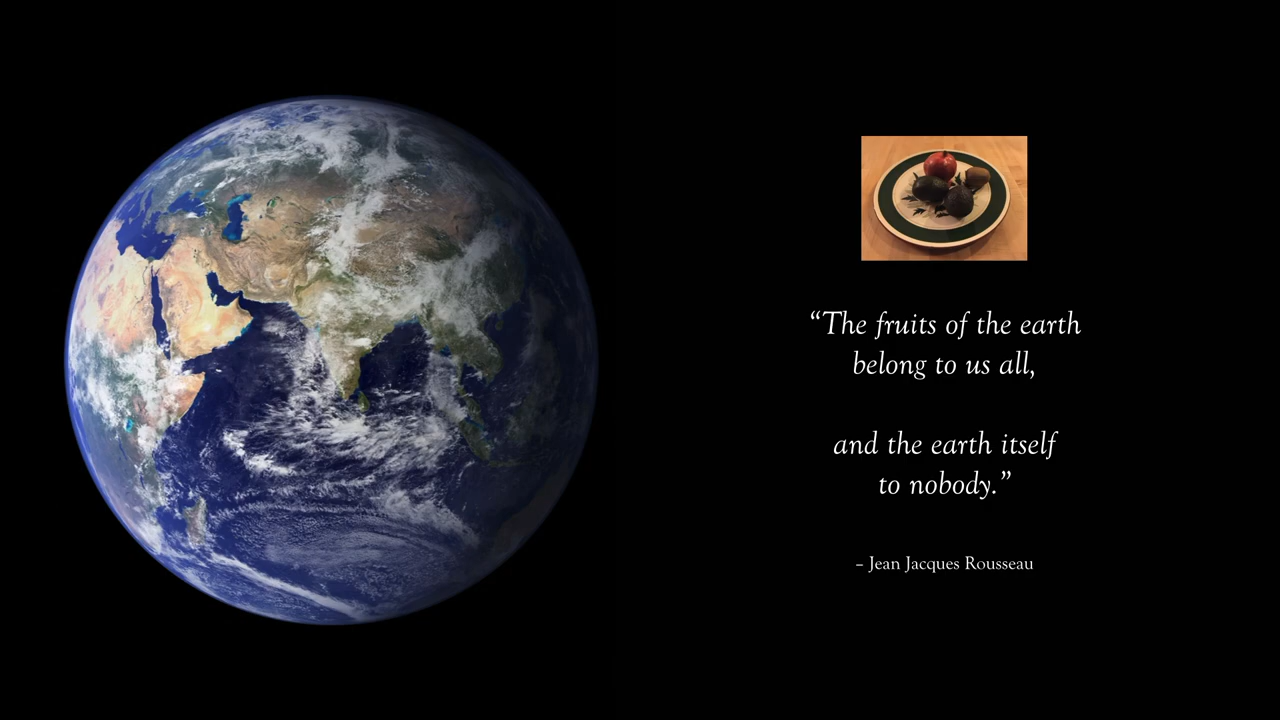 “The fruits of the earth
belong to us all,
and the earth itself
to nobody.”
– Jean Jacques Rousseau